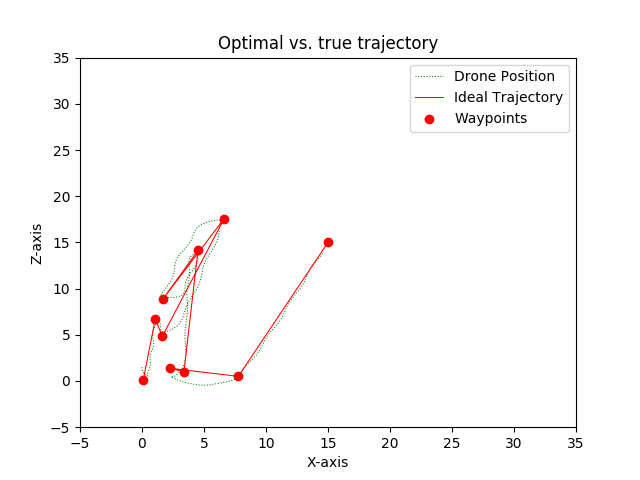 Optimal vs. true trajectory
Drone Position
Ideal Trajectory
Waypoints
35
30
25
20
15
10
5
0
−5
Z-axis
−5 0 5 10 15 20 25 30 35
X-axis